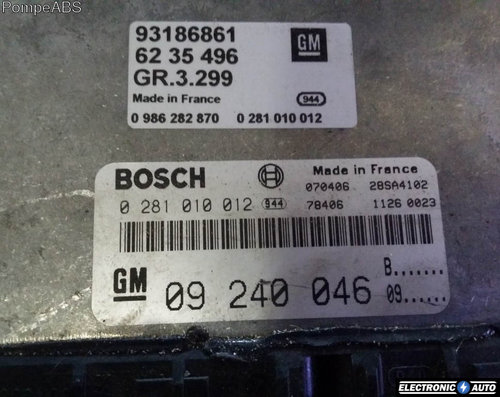 PompeABS
93186861
GM
62 35 496
GR.3.299
Made in France
944
0 986 282 870 0 281 010 012
BOSCH
Made in France
070406 28SA4102
0 281 010 012 944 78406 1126 0023
GM 09 240 046
B.......
09......
ELECTRONIC AUTO